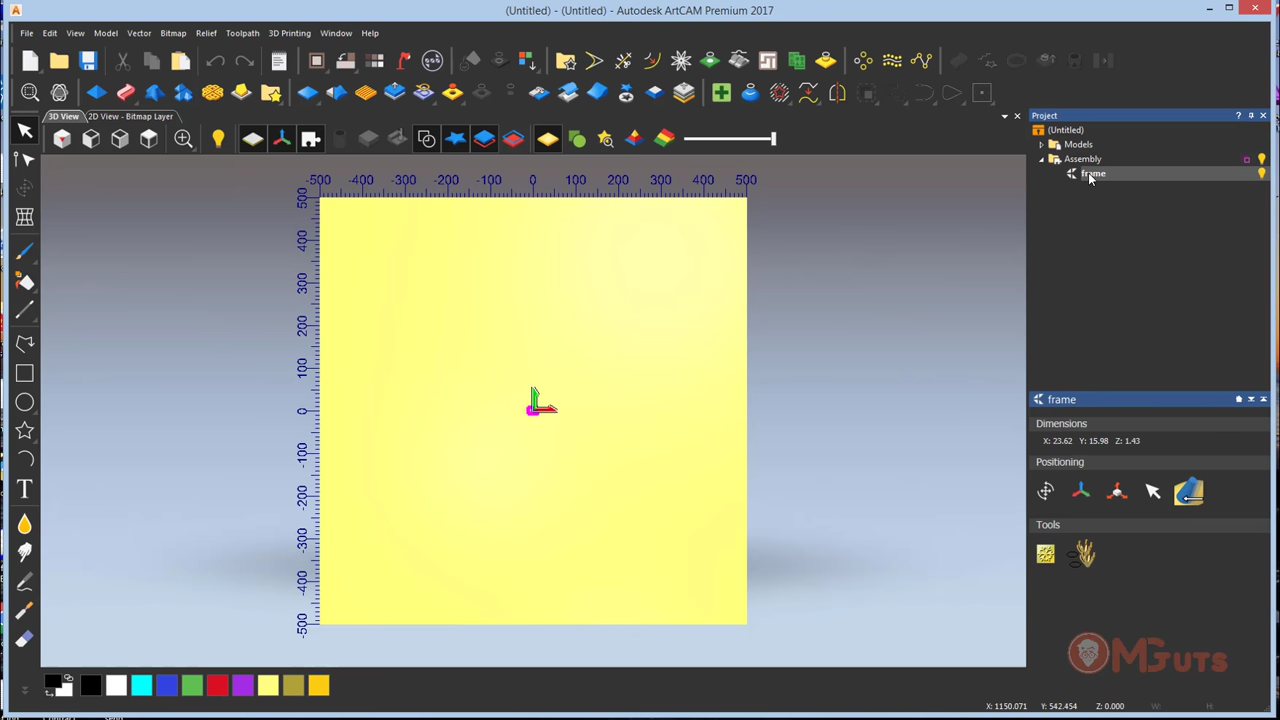 (Untitled) - (Untitled) - Autodesk ArtCAM Premium 2017
File Edit View Model Vector Bitmap Relief Toolpath 3D Printing Window Help
3D View 2D View - Bitmap Layer
Project
(Untitled)
Models
Assembly
frame
-500 -400 -300 -200 -100 0 100 200 300 400 500
500
400
300
200
100
0
-100
-200
-300
-400
-500
frame
Dimensions
X: 23.62 Y: 15.98 Z: 1.43
Positioning
Tools
T
MGUTS
X: 1150.071 Y: 542.454 Z: 0.000 W: H: